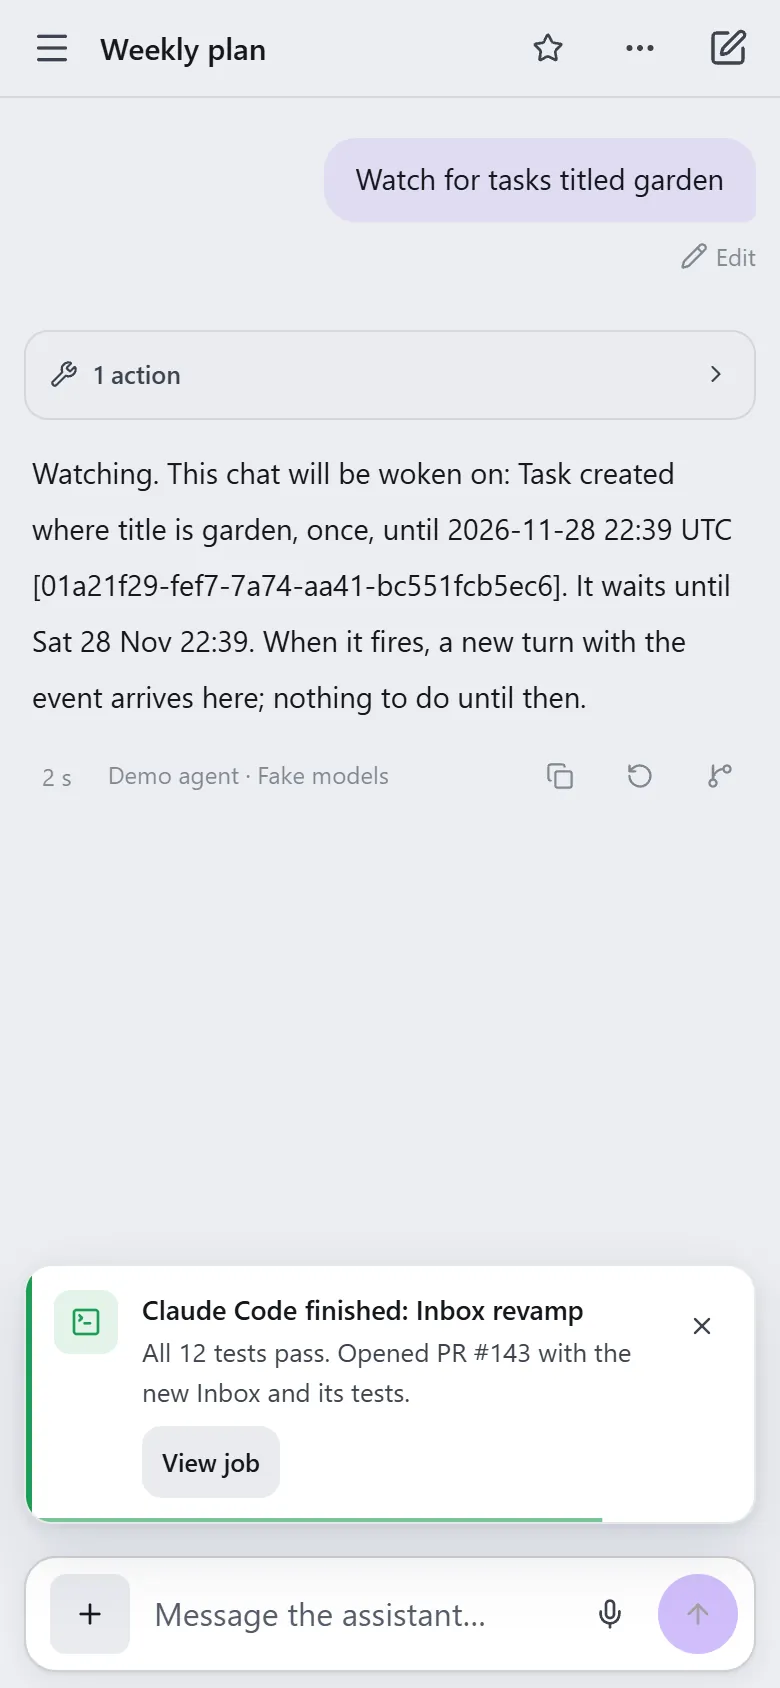 Weekly plan
Watch for tasks titled garden
Edit
1 action
Watching. This chat will be woken on: Task created
where title is garden, once, until 2026-11-28 22:39 UTC
[01a21f29-fef7-7a74-aa41-bc551fcb5ec6]. It waits until
Sat 28 Nov 22:39. When it fires, a new turn with the
event arrives here; nothing to do until then.
2 s
Demo agent · Fake models
Claude Code finished: Inbox revamp
All 12 tests pass. Opened PR #143 with the
new Inbox and its tests.
View job
Message the assistant...